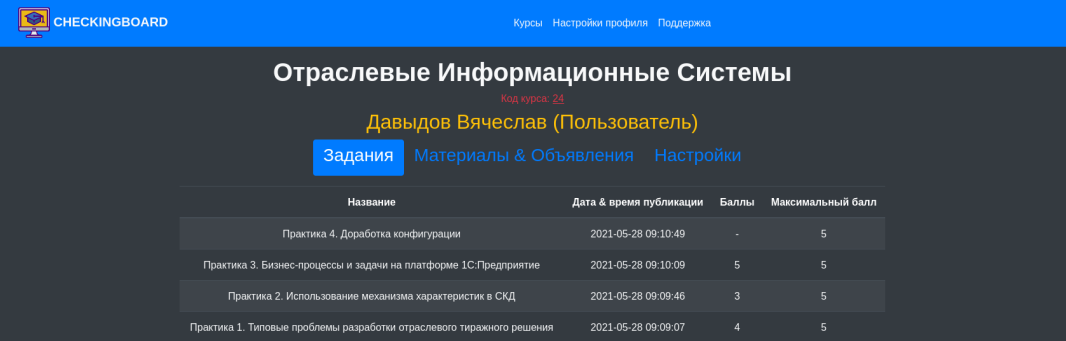 CHECKINGBOARD Курсы Настройки профиля Поддержка
Отраслевые Информационные Системы
Код курса: 24
Давыдов Вячеслав (Пользователь)
Задания Материалы & Объявления Настройки
Название Дата & время публикации Баллы Максимальный балл
Практика 4. Доработка конфигурации 2021-05-28 09:10:49 - 5
Практика 3. Бизнес-процессы и задачи на платформе 1С:Предприятие 2021-05-28 09:10:09 5 5
Практика 2. Использование механизма характеристик в СКД 2021-05-28 09:09:46 3 5
Практика 1. Типовые проблемы разработки отраслевого тиражного решения 2021-05-28 09:09:07 4 5